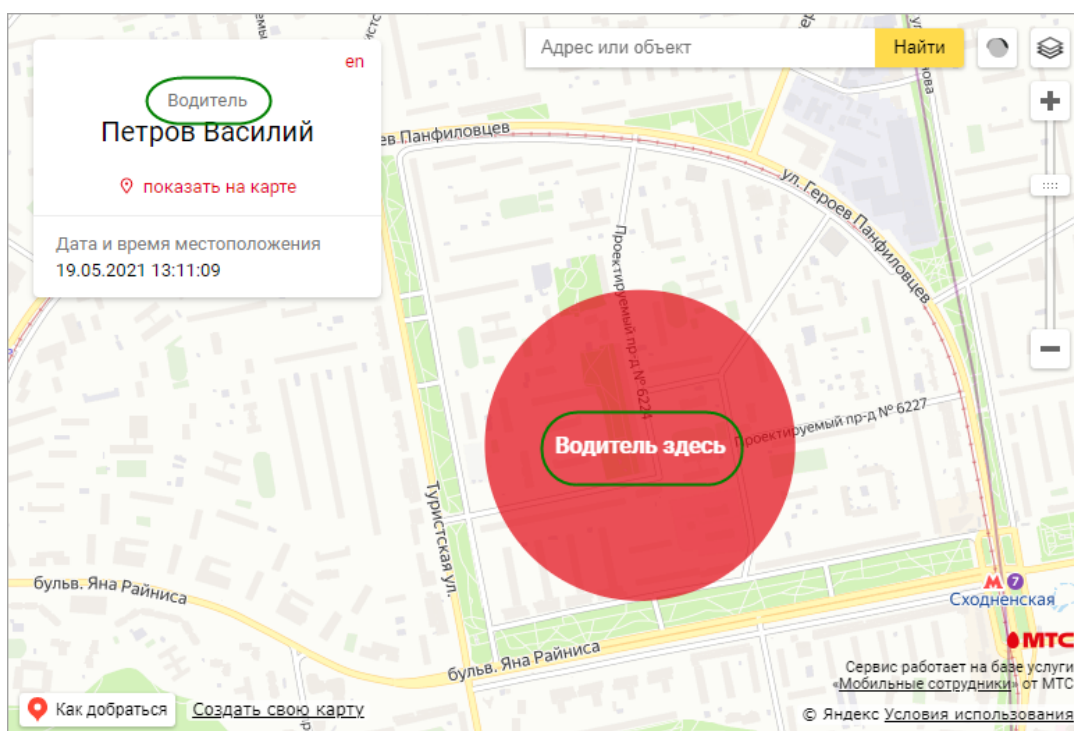 en
Водитель
Петров Василий
показать на карте
Дата и время местоположения
19.05.2021 13:11:09
Адрес или объект
Найти
ев Панфиловцев
ул. Героев Панфиловцев
Проектируемый пр-д № 6224
Проектируемый пр-д № 6227
Водитель здесь
Туристская ул.
бульв. Яна Райниса
бульв. Яна Райниса
7
Сходненская
МТС
Сервис работает на базе услуги
«Мобильные сотрудники» от МТС
Как добраться
Создать свою карту
© Яндекс Условия использования